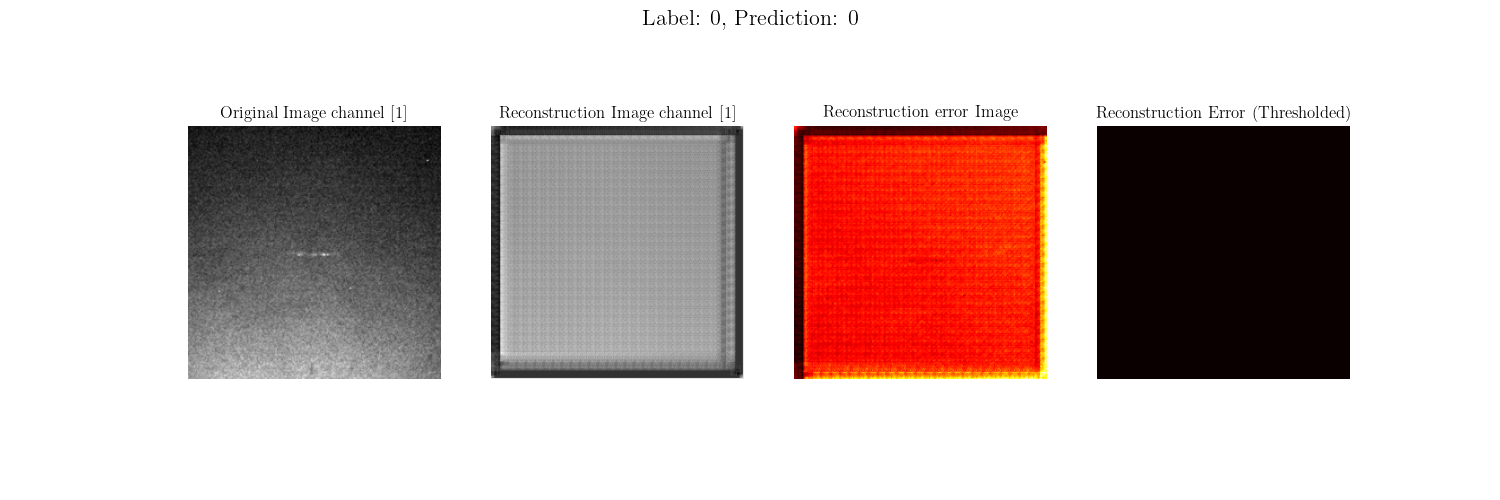 Label: 0, Prediction: 0
Original Image channel [1]
Reconstruction Image channel [1]
Reconstruction error Image
Reconstruction Error (Thresholded)